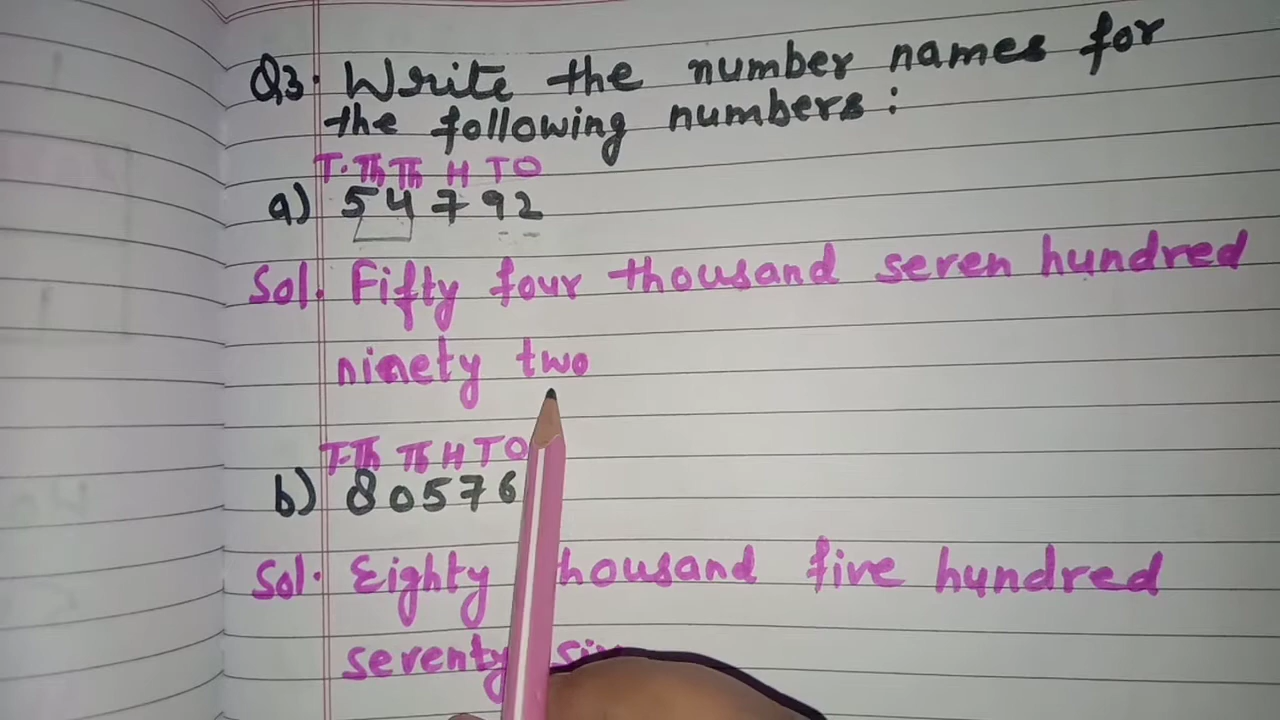 Q3. Write the number names for
the following numbers:
T.Th Th H T O
a) 5 4 7 9 2
Sol. Fifty four thousand seven hundred
ninety two
T-Th Th H T O
b) 8 0 5 7 6
Sol. Eighty thousand five hundred
seventy